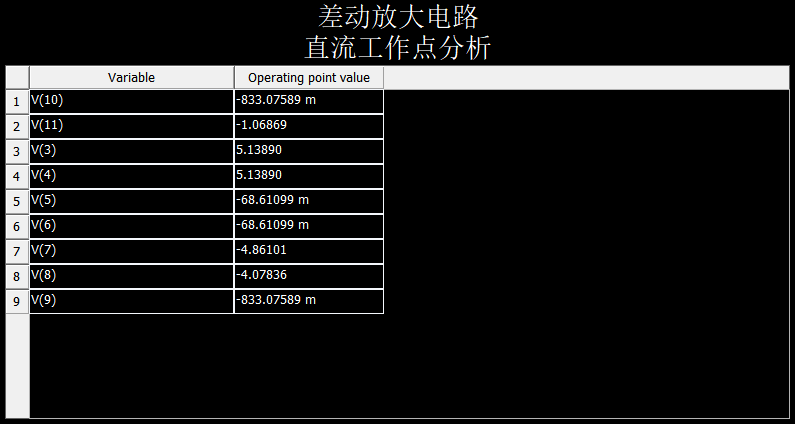 差动放大电路
直流工作点分析
Variable Operating point value
1 V(10) -833.07589 m
2 V(11) -1.06869
3 V(3) 5.13890
4 V(4) 5.13890
5 V(5) -68.61099 m
6 V(6) -68.61099 m
7 V(7) -4.86101
8 V(8) -4.07836
9 V(9) -833.07589 m